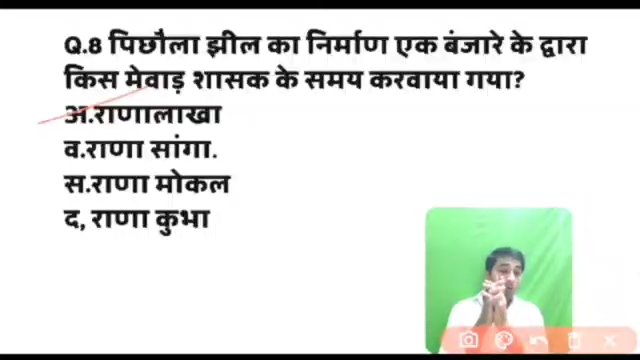 Q.8 पिछौला झील का निर्माण एक बंजारे के द्वारा
किस मेवाड़ शासक के समय करवाया गया?
अ.राणालाखा
व.राणा सांगा.
स.राणा मोकल
द, राणा कुभा